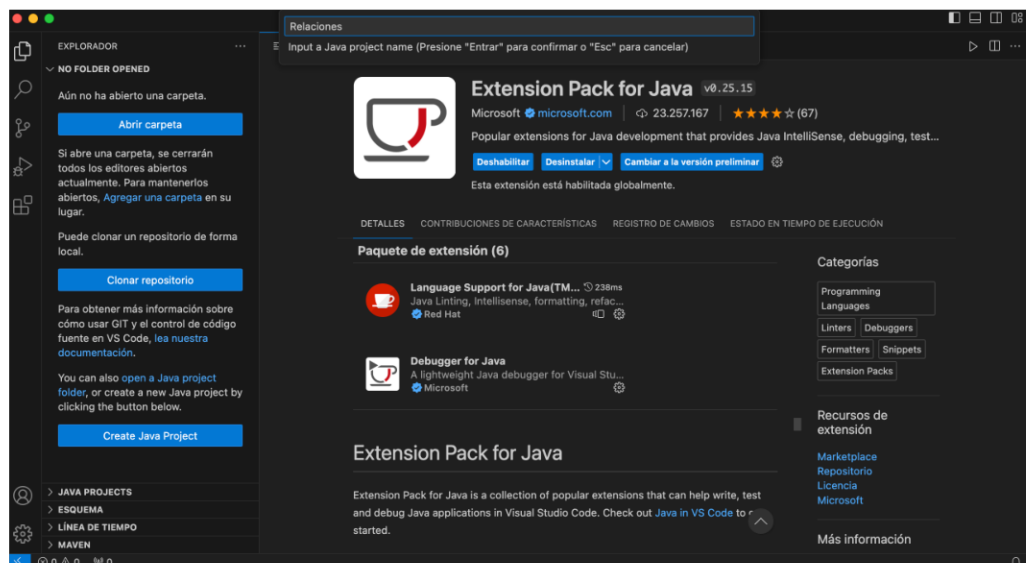 Relaciones
Input a Java project name (Presione "Entrar" para confirmar o "Esc" para cancelar)
EXPLORADOR
NO FOLDER OPENED
Aún no ha abierto una carpeta.
Abrir carpeta
Si abre una carpeta, se cerrarán
todos los editores abiertos
actualmente. Para mantenerlos
abiertos, Agregar una carpeta en su
lugar.
Puede clonar un repositorio de forma
local.
Clonar repositorio
Para obtener más información sobre
cómo usar GIT y el control de código
fuente en VS Code, lea nuestra
documentación.
You can also open a Java project
folder, or create a new Java project by
clicking the button below.
Create Java Project
JAVA PROJECTS
ESQUEMA
LÍNEA DE TIEMPO
MAVEN
Extension Pack for Java v0.25.15
Microsoft microsoft.com 23.257.167 (67)
Popular extensions for Java development that provides Java IntelliSense, debugging, test...
Deshabilitar Desinstalar Cambiar a la versión preliminar
Esta extensión está habilitada globalmente.
DETALLES CONTRIBUCIONES DE CARACTERÍSTICAS REGISTRO DE CAMBIOS ESTADO EN TIEMPO DE EJECUCIÓN
Paquete de extensión (6)
Language Support for Java(TM... 238ms
Java Linting, Intellisense, formatting, refac...
Red Hat
Debugger for Java
A lightweight Java debugger for Visual Stu...
Microsoft
Extension Pack for Java
Extension Pack for Java is a collection of popular extensions that can help write, test
and debug Java applications in Visual Studio Code. Check out Java in VS Code to
started.
Categorías
Programming
Languages
Linters Debuggers
Formatters Snippets
Extension Packs
Recursos de
extensión
Marketplace
Repositorio
Licencia
Microsoft
Más información